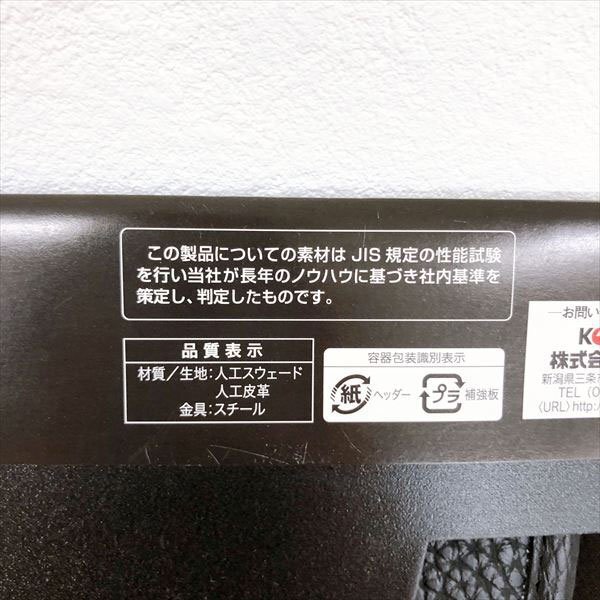 この製品についての素材は JIS 規定の性能試験
を行い当社が長年のノウハウに基づき社内基準を
策定し、判定したものです。
品質表示
材質／生地:人工スウェード
人工皮革
金具:スチール
容器包装識別表示
紙 ヘッダー プラ 補強板
―お問い
K
株式会
新潟県三条
TEL (0
〈URL〉http:/